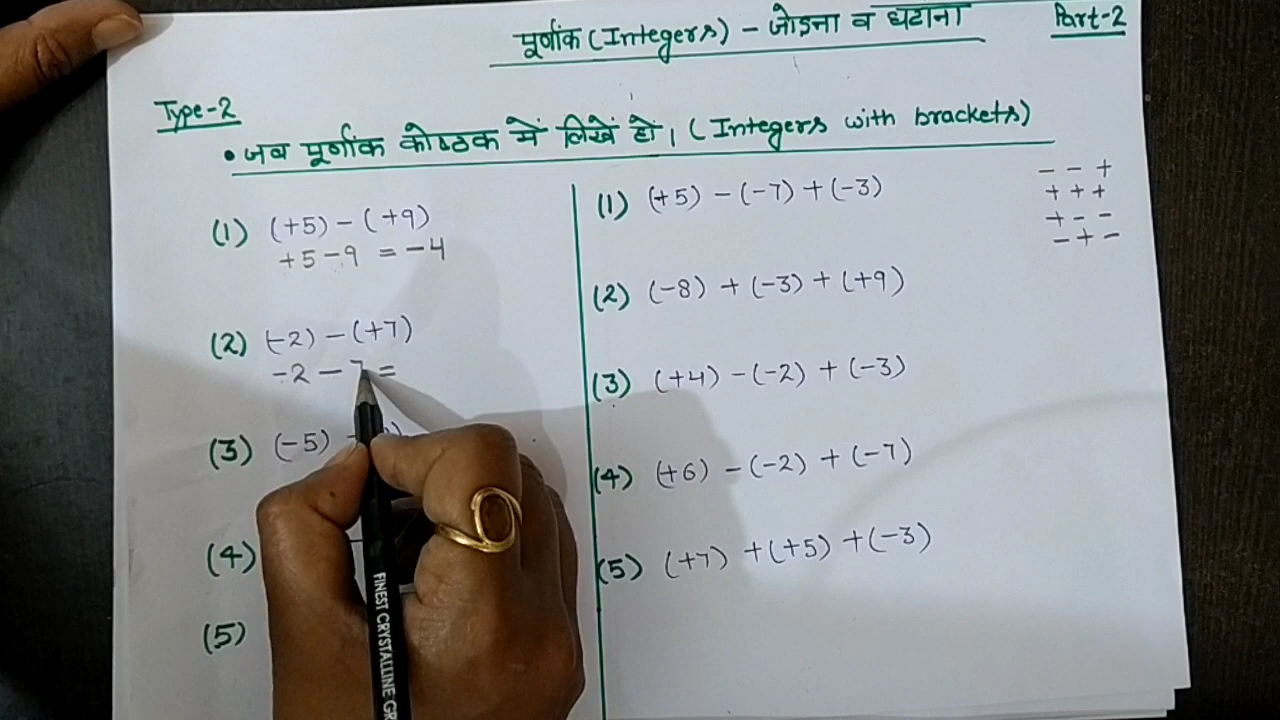 पूर्णांक (Integers) - जोड़ना व घटाना
Part-2
Type-2
• जब पूर्णांक कोष्ठक में लिखें हो। (Integers with brackets)
(1) (+5) - (+9)
+5-9 = -4
(2) (-2) - (+7)
-2 - 7 =
(3) (-5)
(4)
(5)
(1) (+5) - (-7) + (-3)
(2) (-8) + (-3) + (+9)
(3) (+4) - (-2) + (-3)
(4) (+6) - (-2) + (-7)
(5) (+7) + (+5) + (-3)
- - +
+ + +
+ - -
- + -
FINEST CRYSTALLINE GR